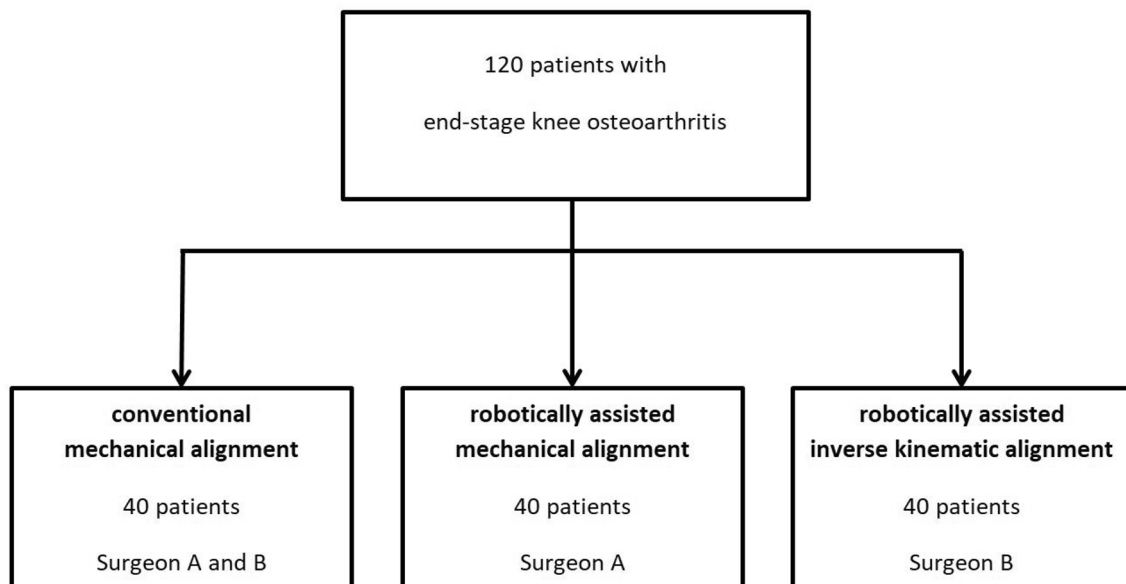 120 patients with
end-stage knee osteoarthritis
conventional
mechanical alignment
40 patients
Surgeon A and B
robotically assisted
mechanical alignment
40 patients
Surgeon A
robotically assisted
inverse kinematic alignment
40 patients
Surgeon B